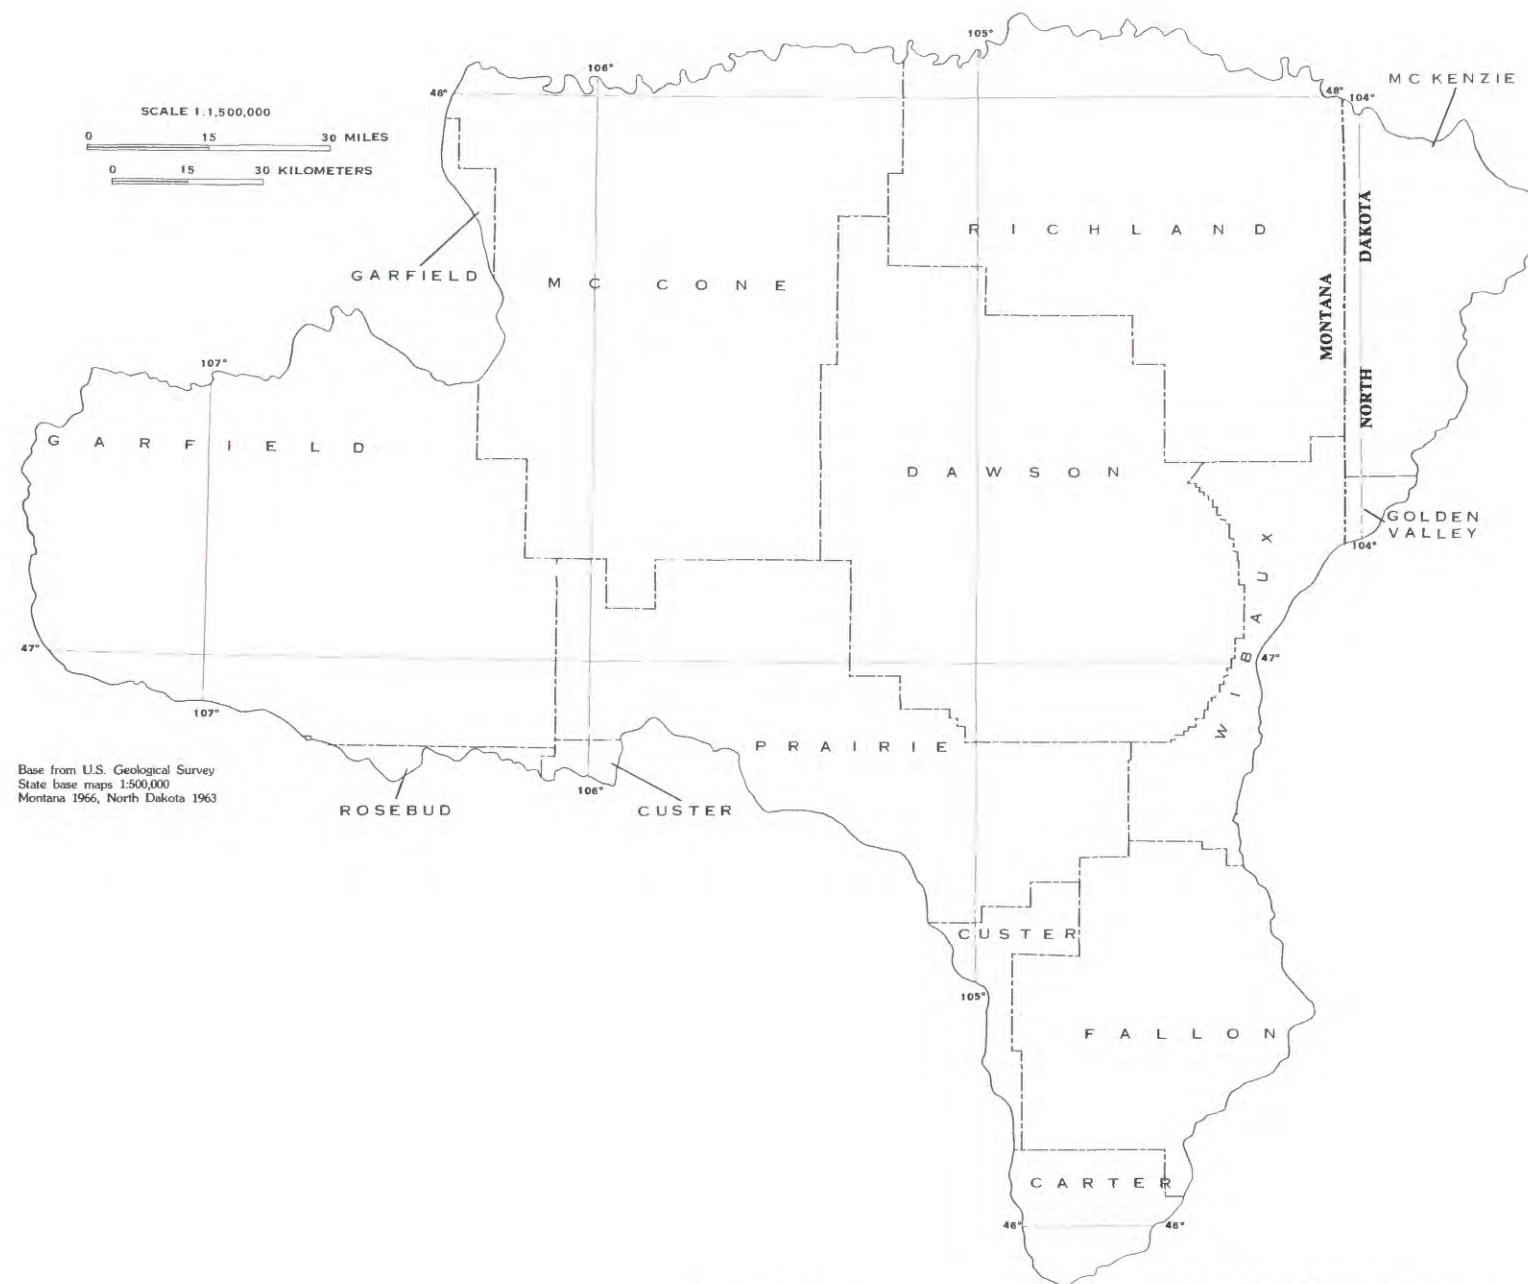 105°
106°
MC KENZIE
48°
48° 104°
SCALE 1:1,500,000
0 15 30 MILES
0 15 30 KILOMETERS
NORTH DAKOTA
MONTANA
RICHLAND
GARFIELD
MC CONE
107°
GARFIELD
DAWSON
GOLDEN
VALLEY
104°
WIBAUX
47°
47°
107°
PRAIRIE
Base from U.S. Geological Survey
State base maps 1:500,000
Montana 1966, North Dakota 1963
106°
ROSEBUD
CUSTER
CUSTER
105°
FALLON
CARTER
46°
46°